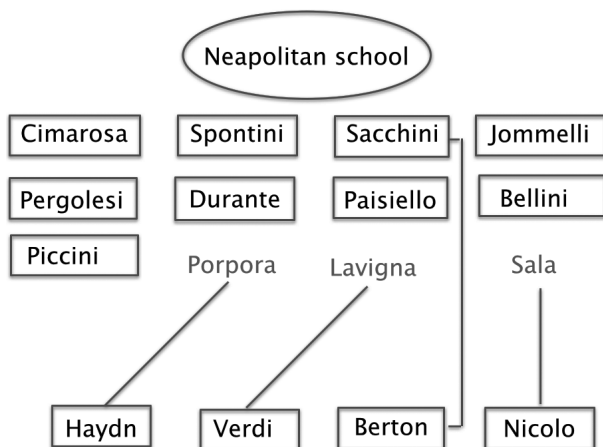 Neapolitan school
Cimarosa
Spontini
Sacchini
Jommelli
Pergolesi
Durante
Paisiello
Bellini
Piccini
Porpora
Lavigna
Sala
Haydn
Verdi
Berton
Nicolo